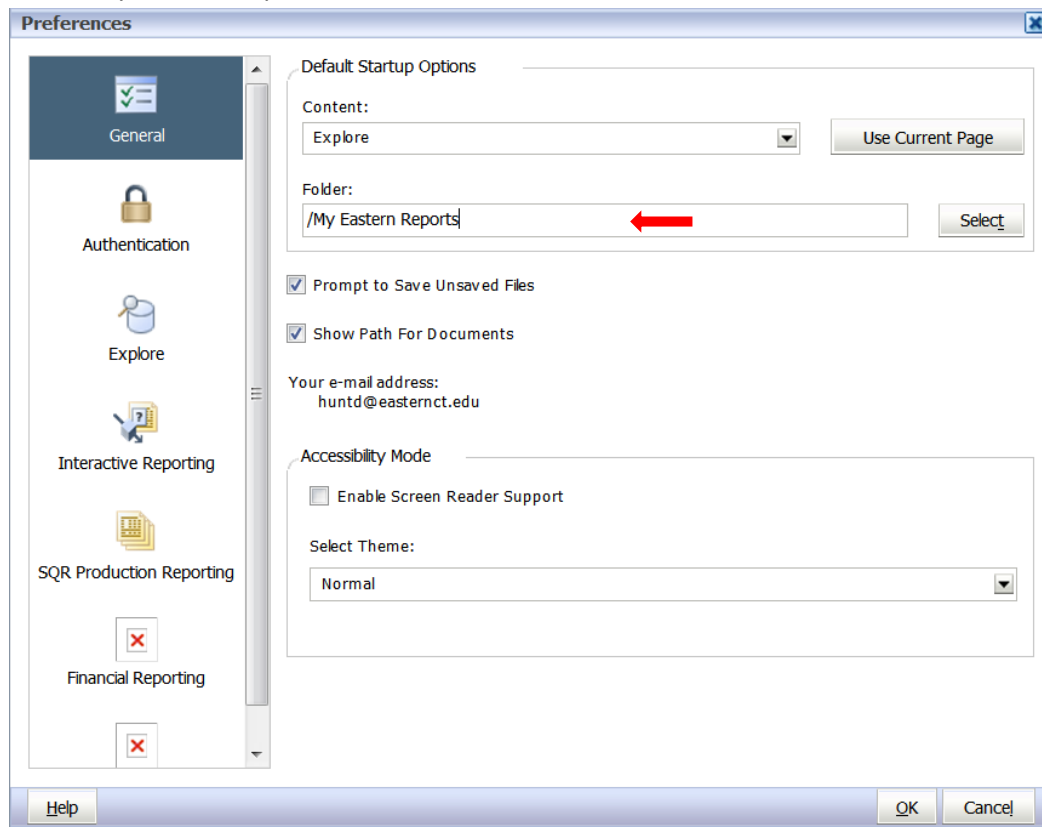 Preferences
General
Authentication
Explore
Interactive Reporting
SQR Production Reporting
Financial Reporting
Default Startup Options
Content:
Explore
Use Current Page
Folder:
/My Eastern Reports
Select
Prompt to Save Unsaved Files
Show Path For Documents
Your e-mail address:
huntd@easternct.edu
Accessibility Mode
Enable Screen Reader Support
Select Theme:
Normal
Help
OK
Cancel